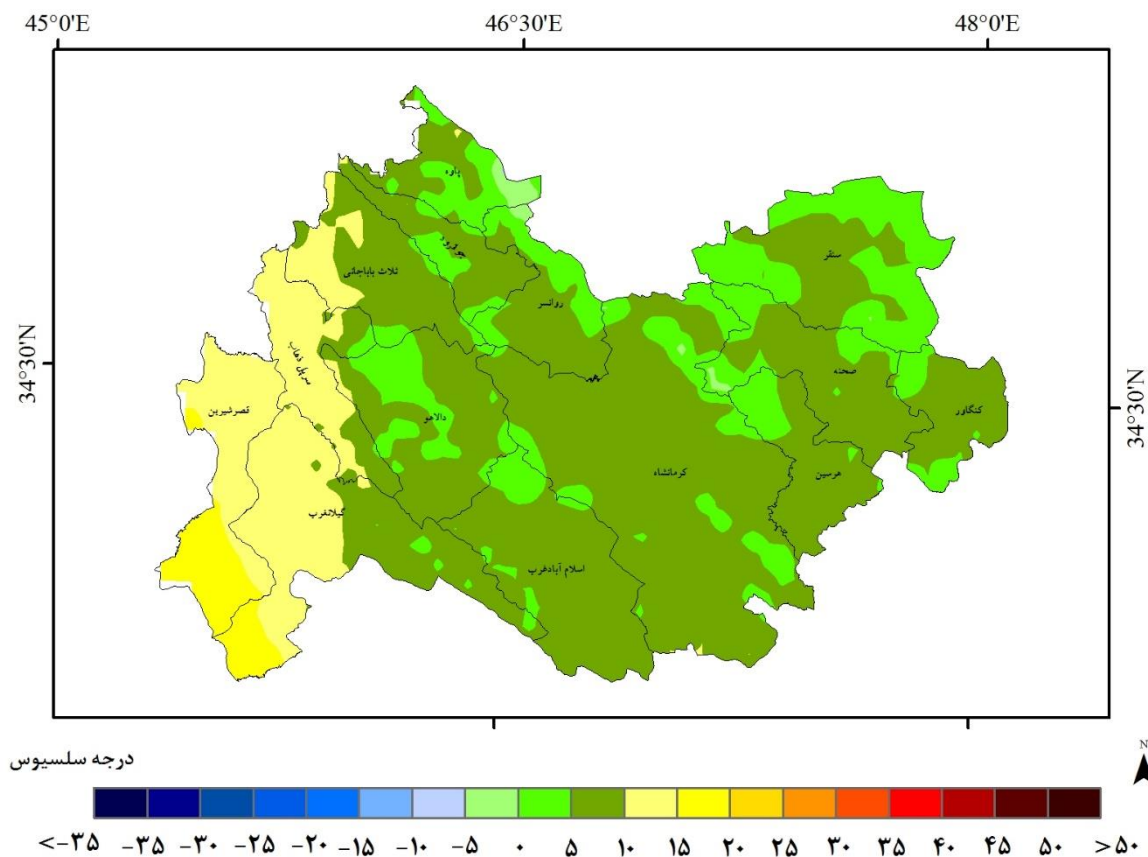 45°0'E 46°30'E 48°0'E
پاوه
سنقر
جوانرود
ثلاث باباجانی
روانسر
34°30'N
سرپل ذهاب
صحنه
قصرشیرین
دالاهو
کنگاور
34°30'N
کرمانشاه
هرسین
گیلانغرب
اسلام آبادغرب
درجه سلسیوس
N
<-۳۵ -۳۵ -۳۰ -۲۵ -۲۰ -۱۵ -۱۰ -۵ ۰ ۵ ۱۰ ۱۵ ۲۰ ۲۵ ۳۰ ۳۵ ۴۰ ۴۵ ۵۰ >۵۰